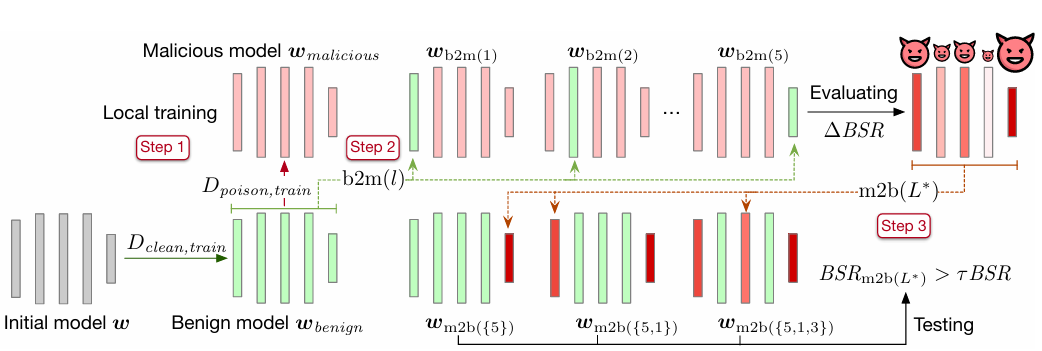 Malicious model w_malicious
w_b2m(1)
w_b2m(2)
w_b2m(5)
Local training
Step 1
Step 2
...
Evaluating
ΔBSR
D_poison,train
b2m(l)
m2b(L*)
Step 3
D_clean,train
BSR_m2b(L*) > τBSR
Initial model w
Benign model w_benign
w_m2b({5})
w_m2b({5,1})
w_m2b({5,1,3})
Testing